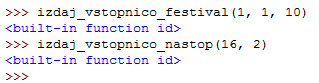 >>> izdaj_vstopnico_festival(1, 1, 10)
<built-in function id>
>>> izdaj_vstopnico_nastop(16, 2)
<built-in function id>
>>>